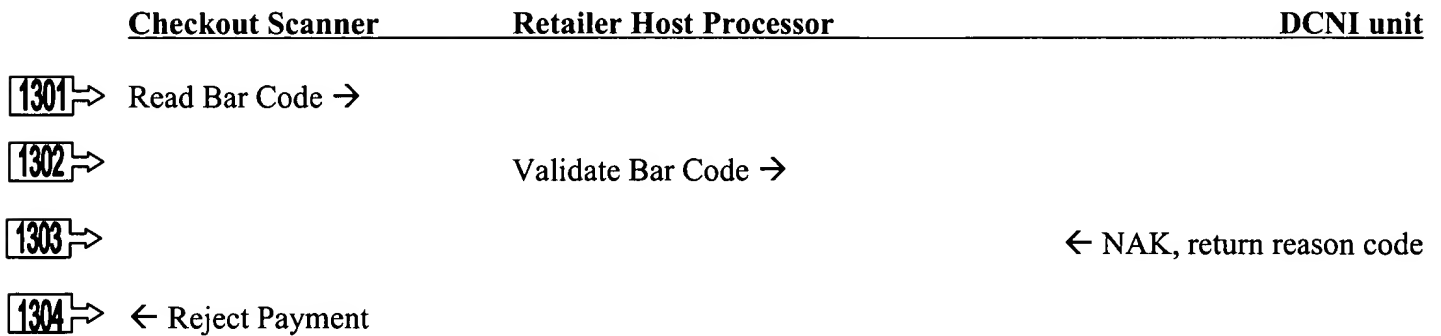 Checkout Scanner Retailer Host Processor DCNI unit
1301 Read Bar Code →
1302 Validate Bar Code →
1303 ← NAK, return reason code
1304 ← Reject Payment